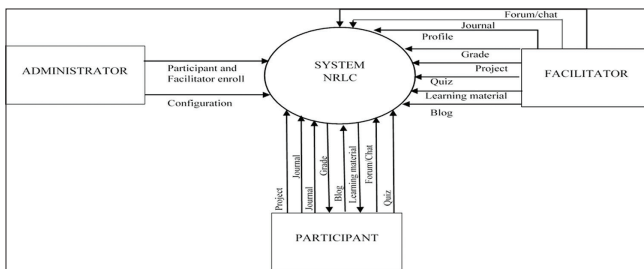 Forum/chat
Journal
Profile
Grade
Project
Quiz
Learning material
Blog
FACILITATOR
SYSTEM
NRLC
ADMINISTRATOR
Participant and
Facilitator enroll
Configuration
Project
Journal
Journal
Grade
Blog
Learning material
Forum/Chat
Quiz
PARTICIPANT